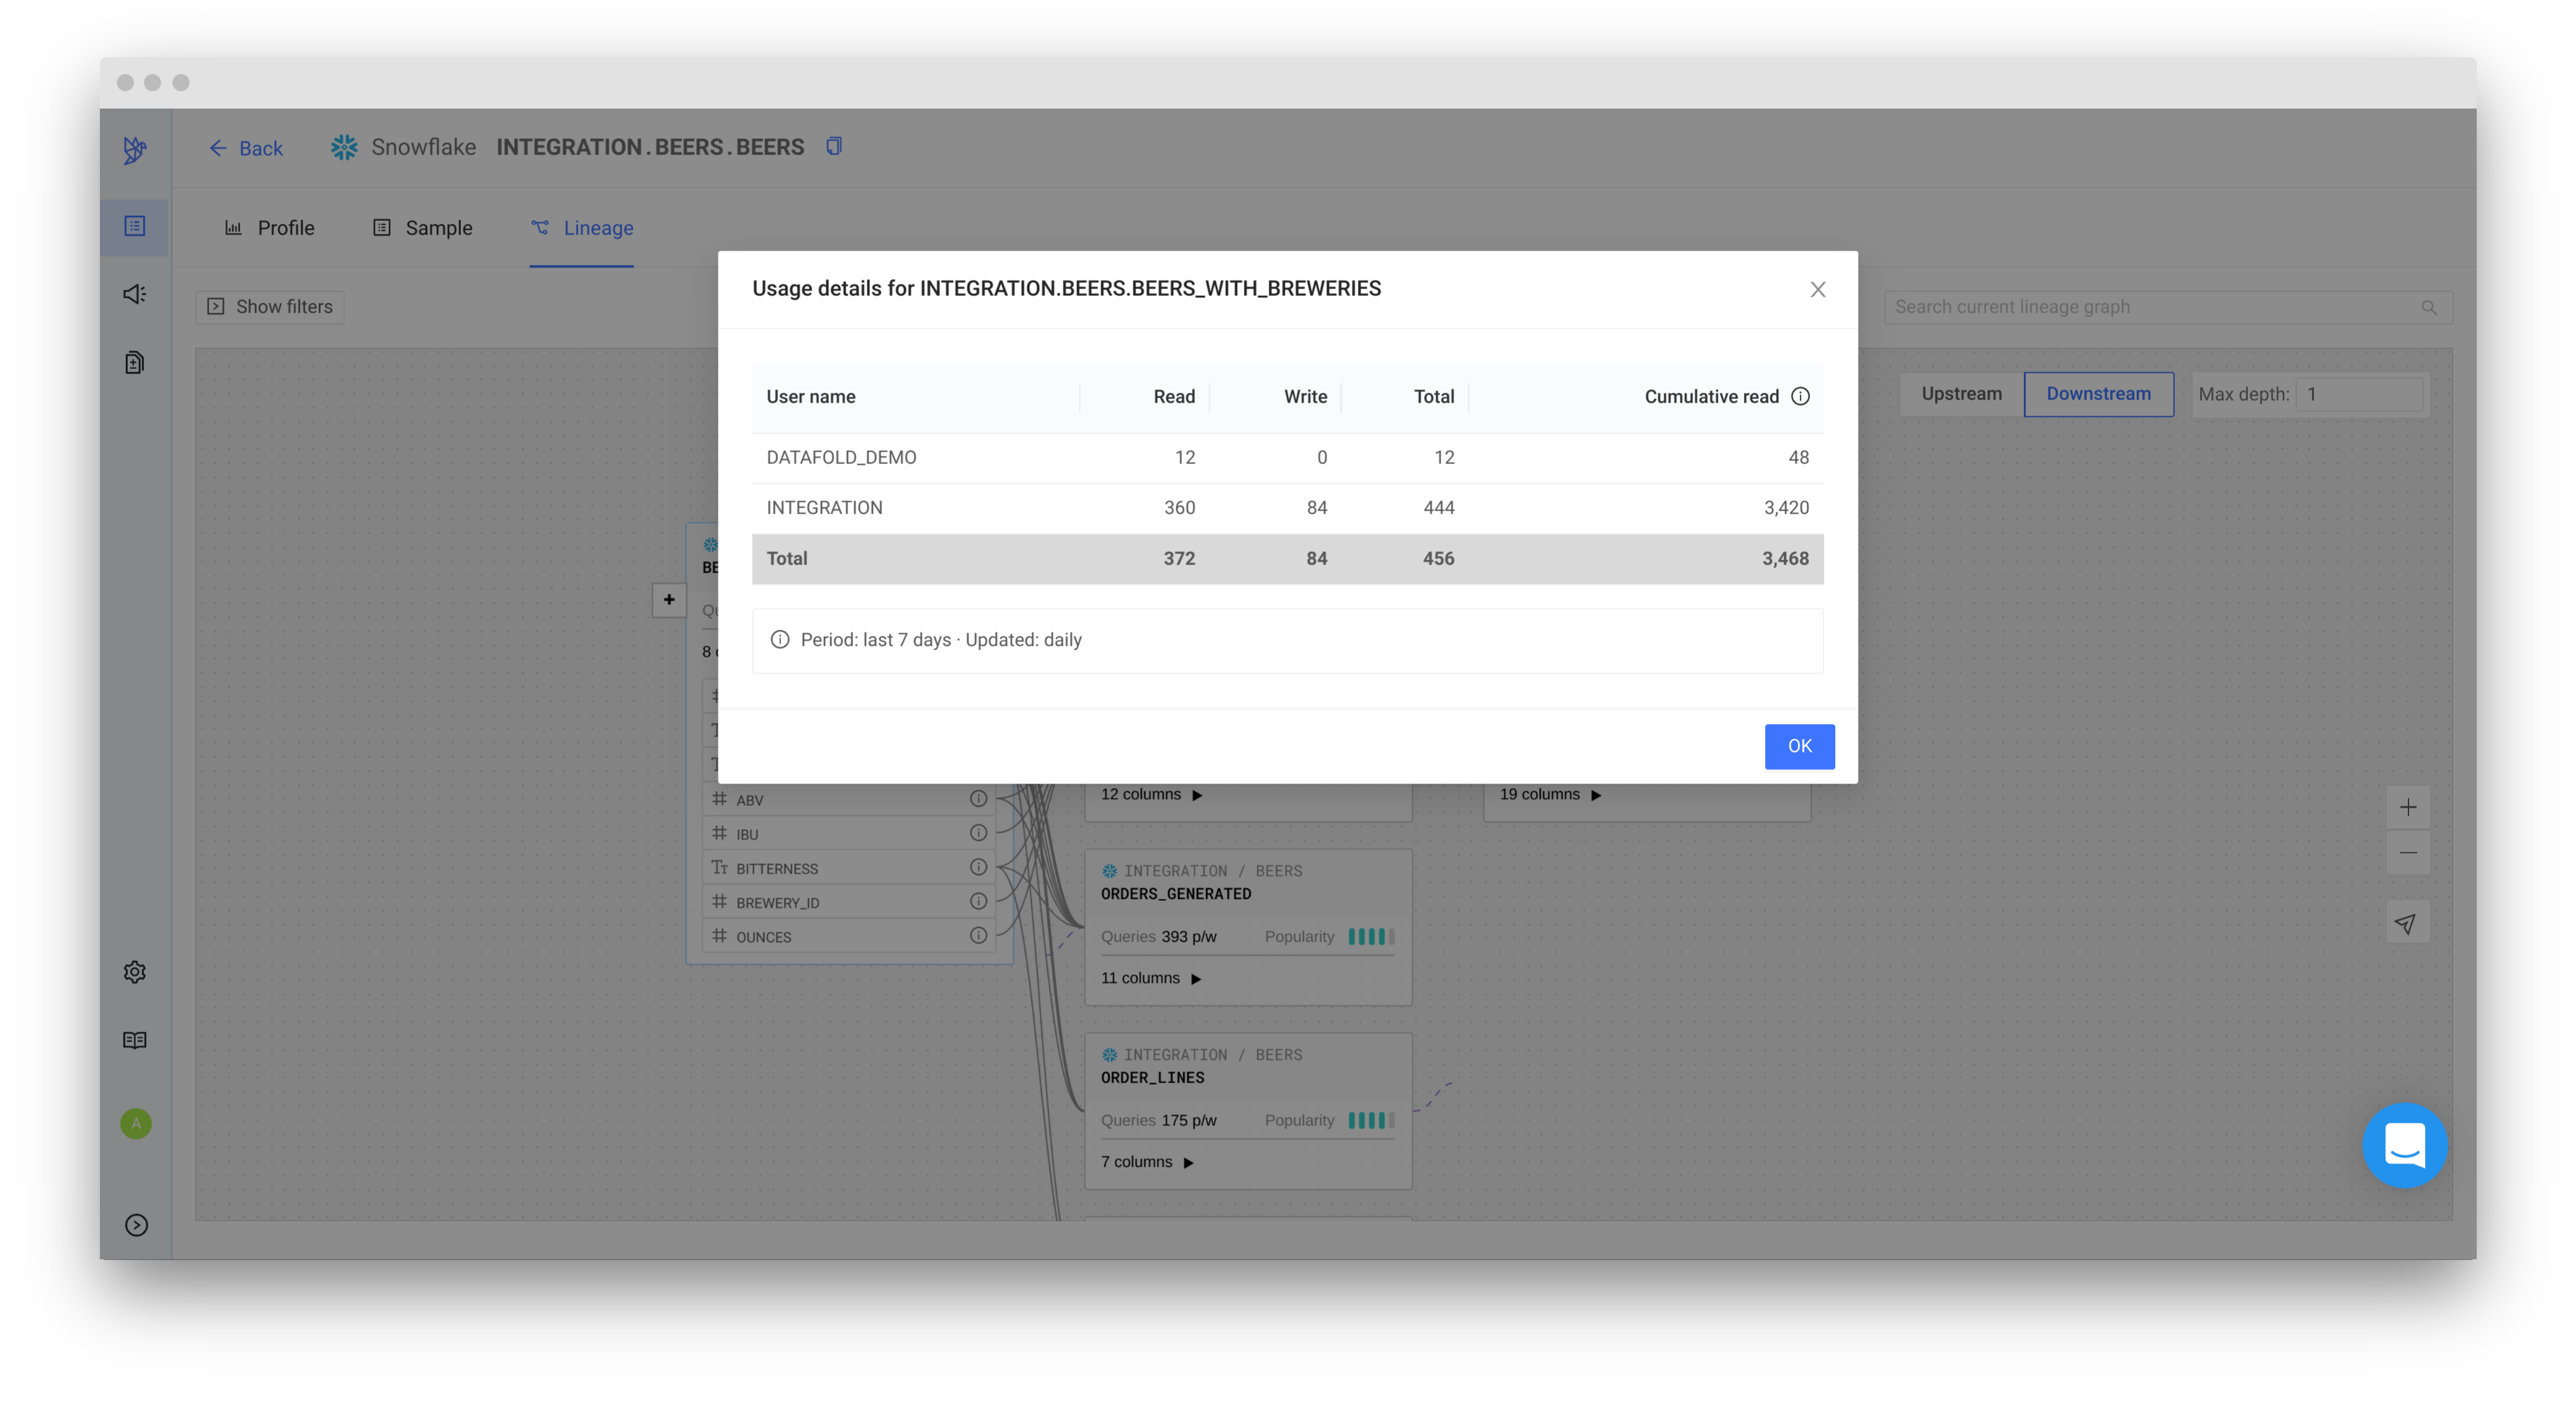 Back Snowflake INTEGRATION.BEERS.BEERS
Profile Sample Lineage
Show filters
Search current lineage graph
Upstream Downstream Max depth: 1
Usage details for INTEGRATION.BEERS.BEERS_WITH_BREWERIES
User name Read Write Total Cumulative read
DATAFOLD_DEMO 12 0 12 48
INTEGRATION 360 84 444 3,420
Total 372 84 456 3,468
Period: last 7 days · Updated: daily
OK
8
ABV
IBU
BITTERNESS
BREWERY_ID
OUNCES
12 columns
19 columns
INTEGRATION / BEERS
ORDERS_GENERATED
Queries 393 p/w Popularity
11 columns
INTEGRATION / BEERS
ORDER_LINES
Queries 175 p/w Popularity
7 columns
A